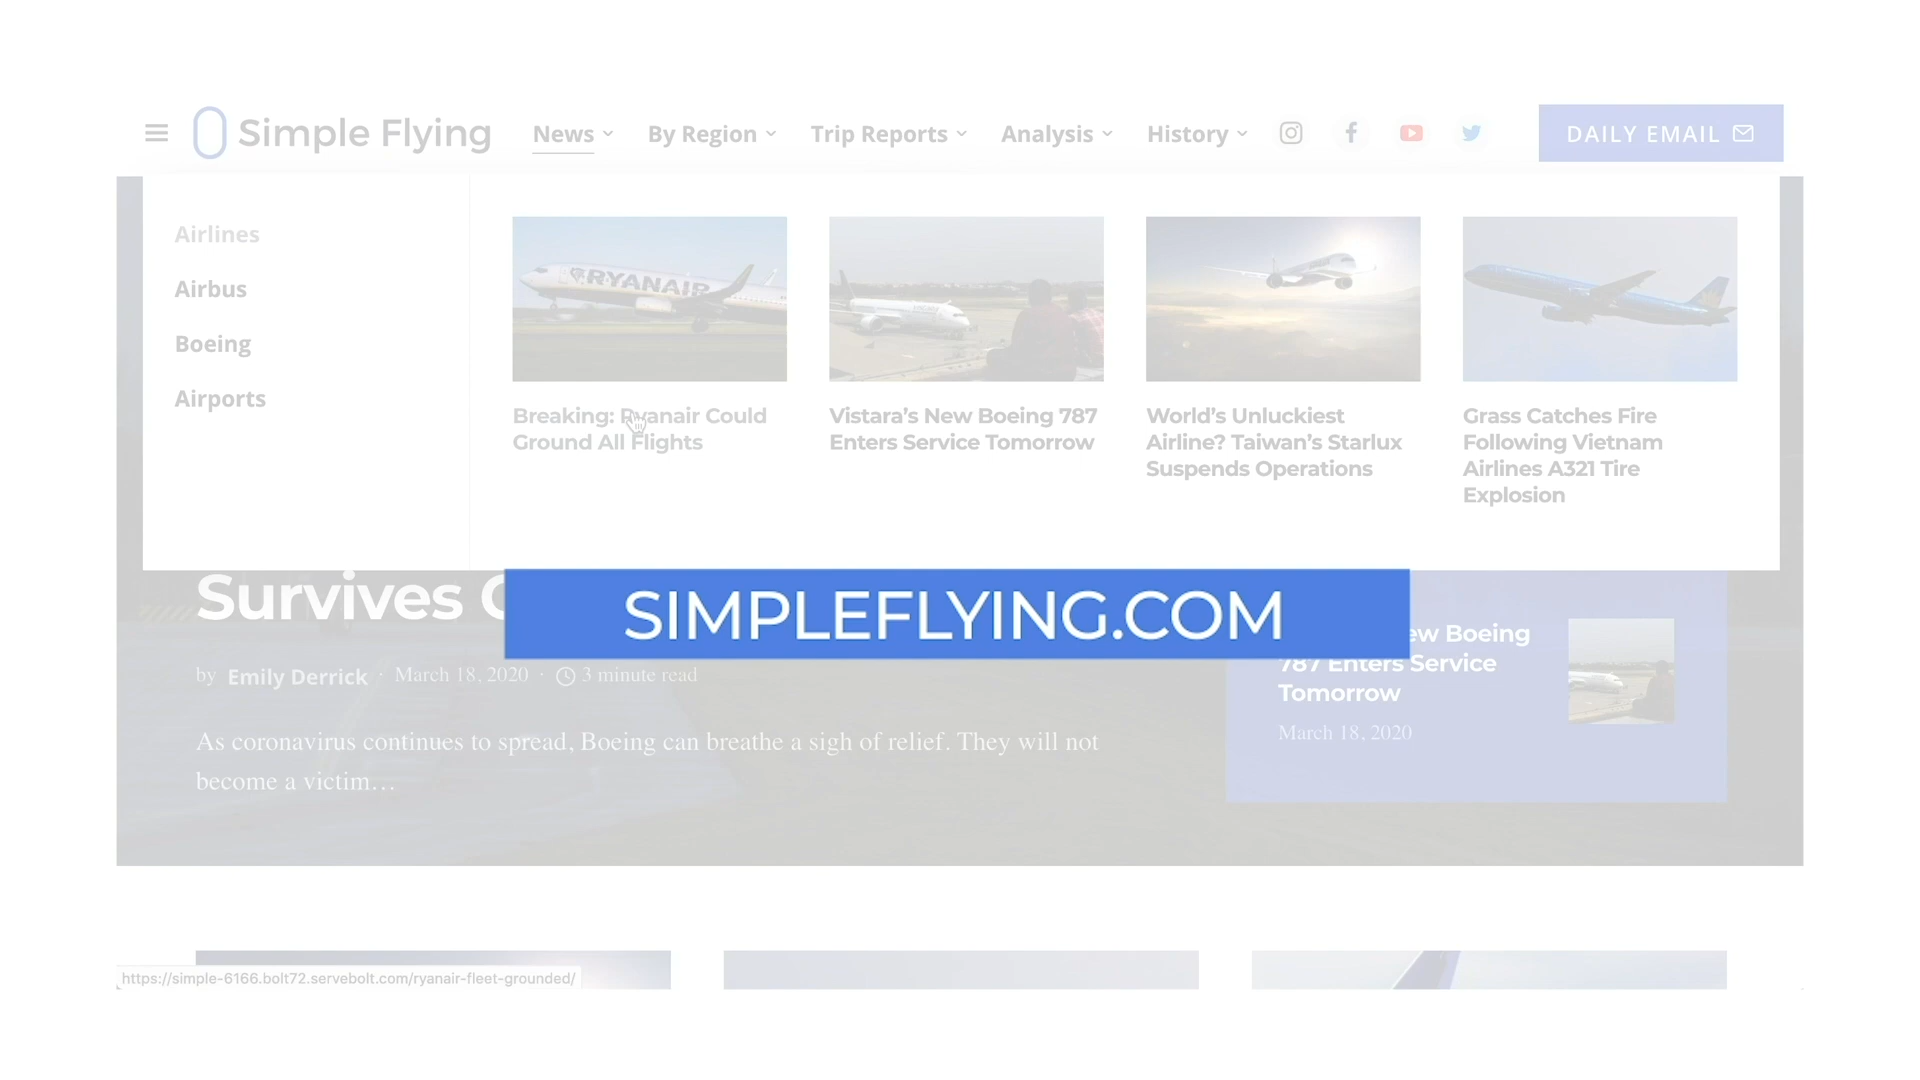 Simple Flying
News
By Region
Trip Reports
Analysis
History
DAILY EMAIL
Airlines
Airbus
Boeing
Airports
RYANAIR
Breaking: Ryanair Could
Ground All Flights
Vistara's New Boeing 787
Enters Service Tomorrow
World's Unluckiest
Airline? Taiwan's Starlux
Suspends Operations
Grass Catches Fire
Following Vietnam
Airlines A321 Tire
Explosion
Survives
SIMPLEFLYING.COM
by Emily Derrick · March 18, 2020 · 3 minute read
As coronavirus continues to spread, Boeing can breathe a sigh of relief. They will not
become a victim…
Boeing
787 Enters Service
Tomorrow
March 18, 2020
https://simple-6166.bolt72.servebolt.com/ryanair-fleet-grounded/